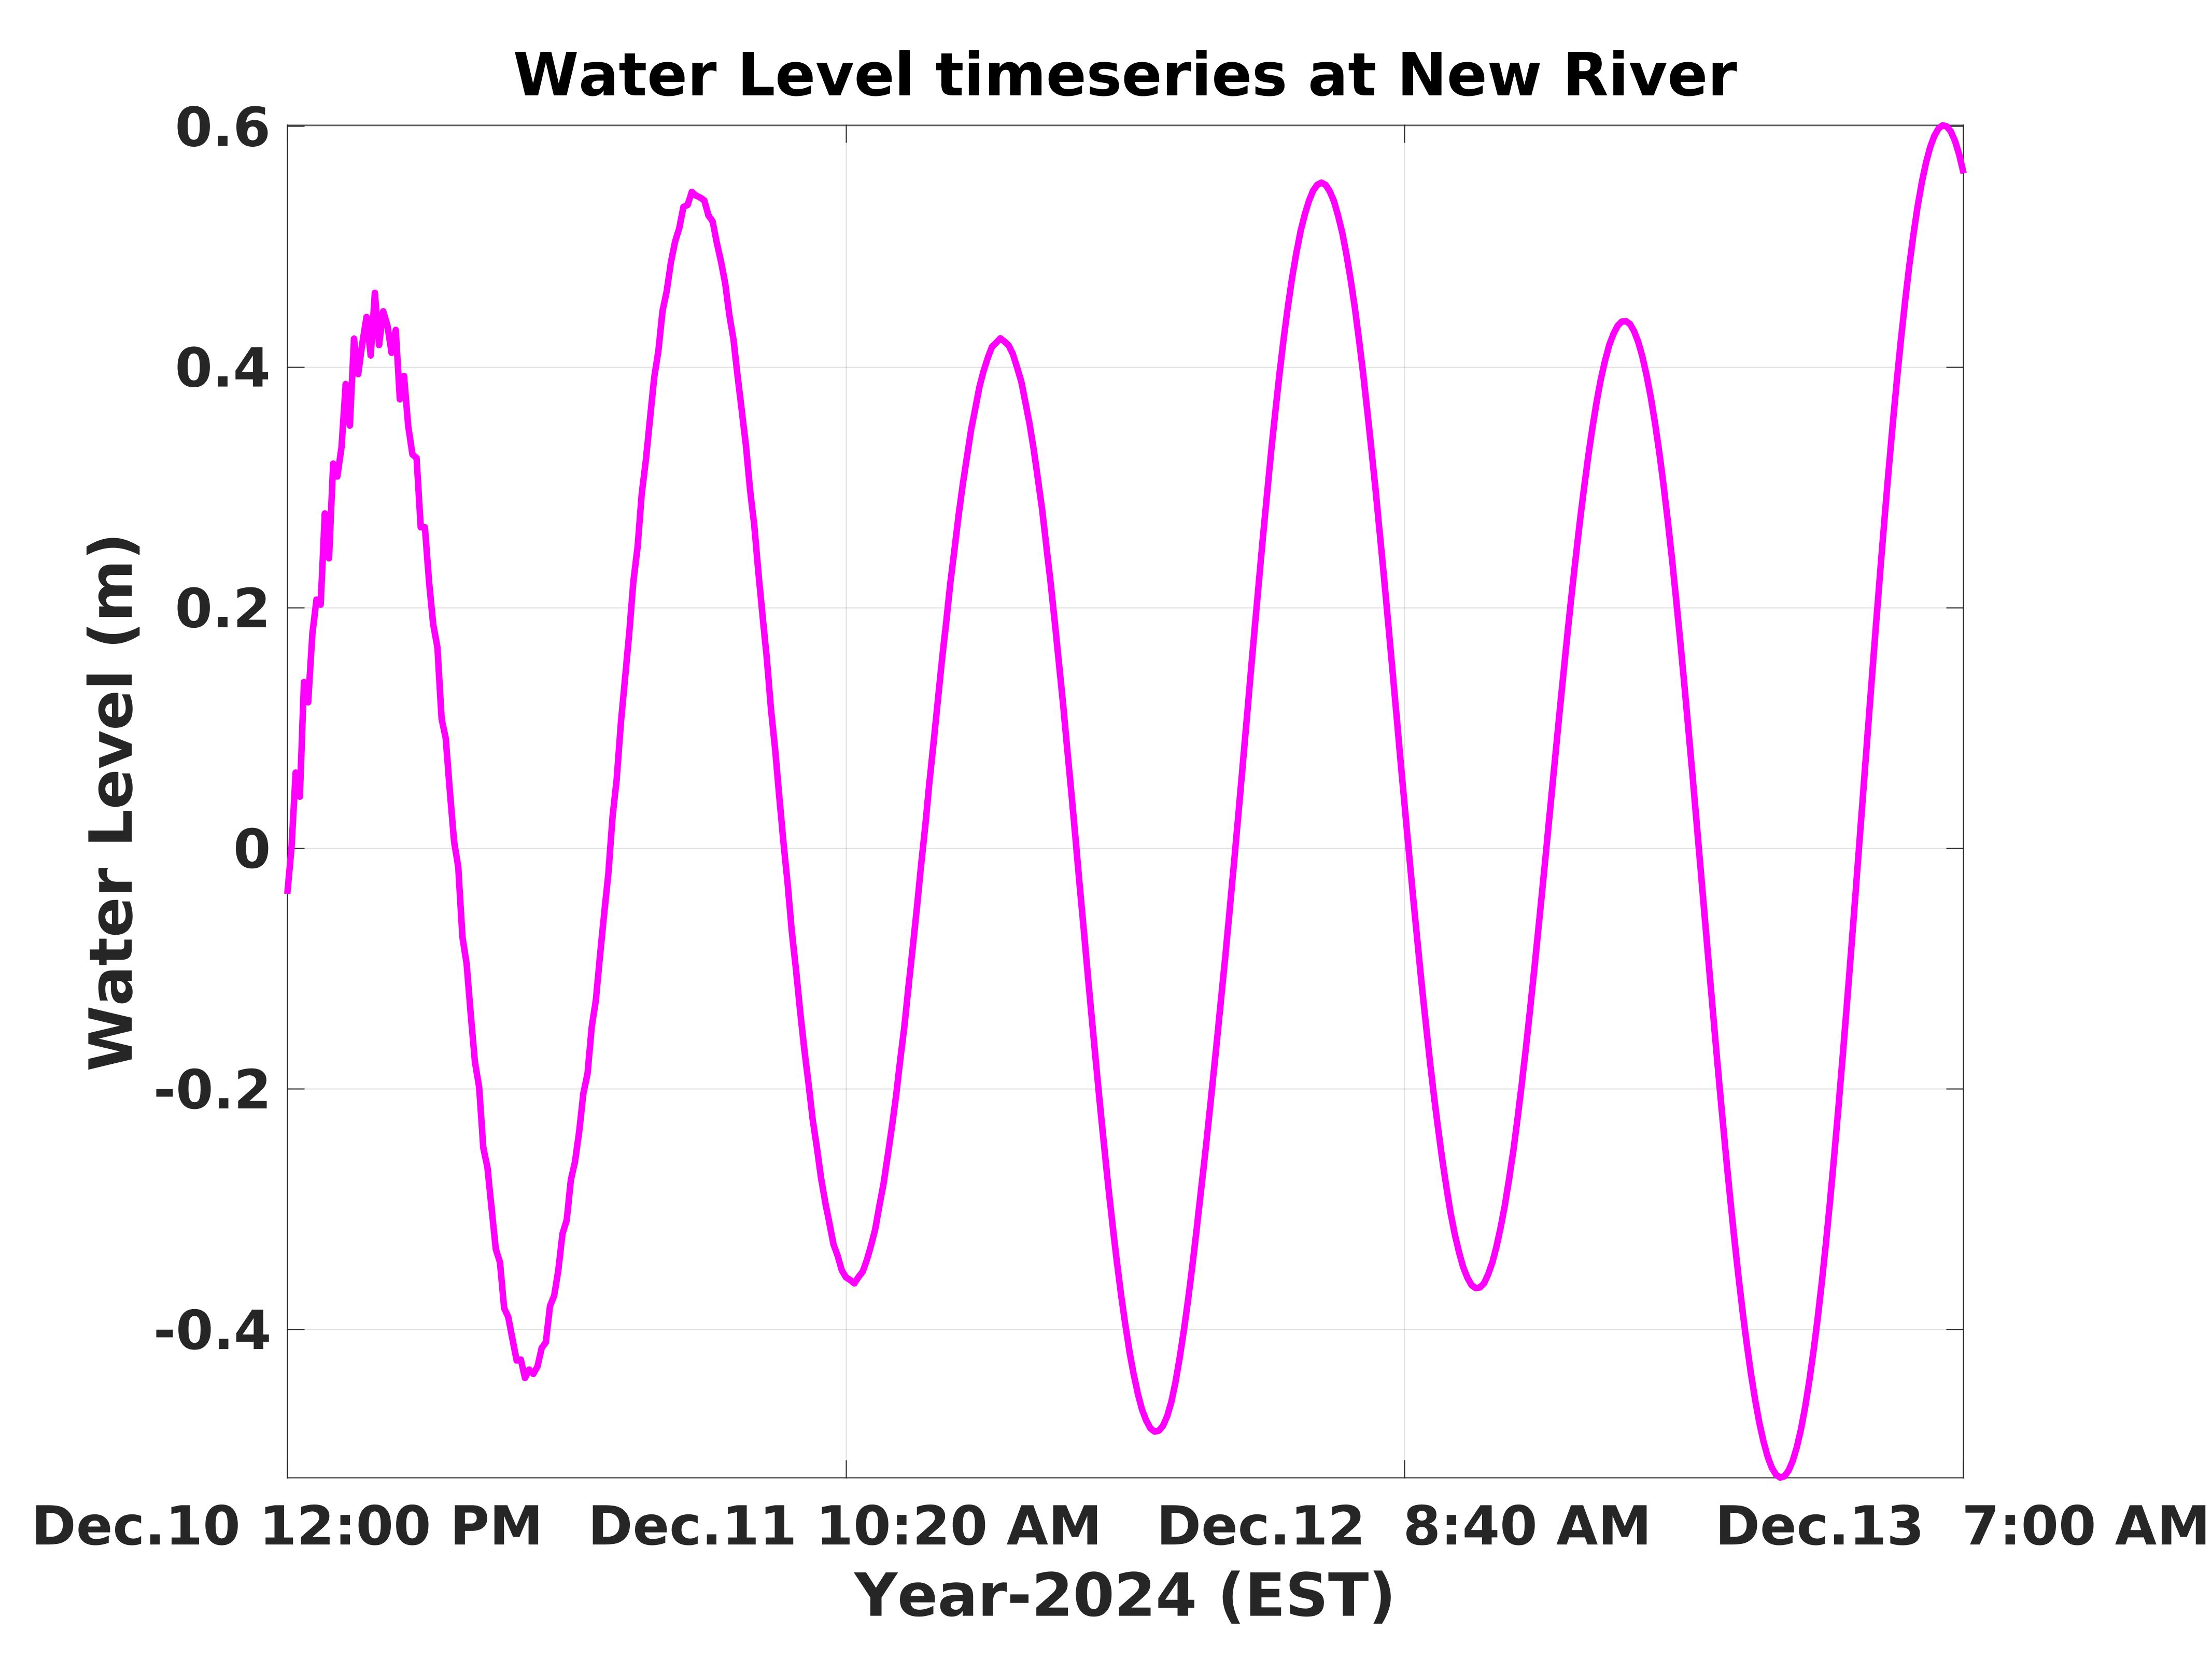 Water Level timeseries at New River
0.6
0.4
0.2
0
-0.2
-0.4
Water Level (m)
Dec.10 12:00 PM Dec.11 10:20 AM Dec.12 8:40 AM Dec.13 7:00 AM
Year-2024 (EST)